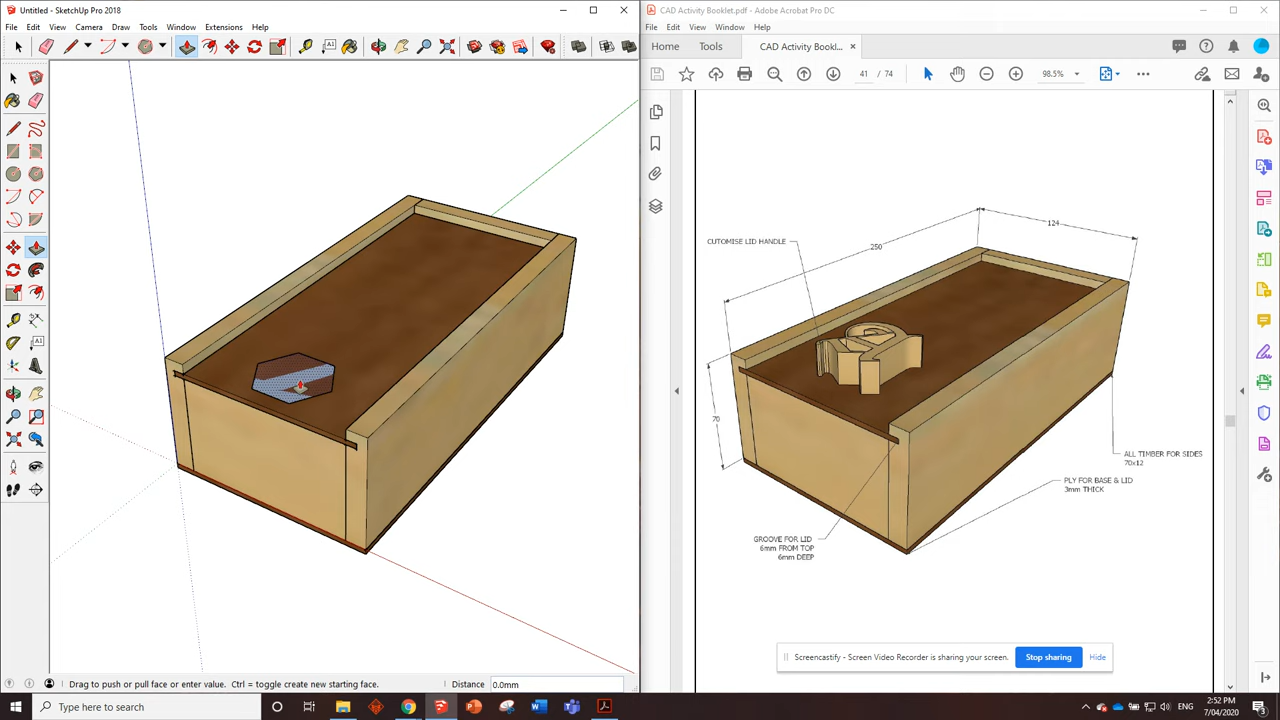 Untitled - SketchUp Pro 2018
File Edit View Camera Draw Tools Window Extensions Help
Drag to push or pull face or enter value. Ctrl = toggle create new starting face.
Distance 0.0mm
CAD Activity Booklet.pdf - Adobe Acrobat Pro DC
File Edit View Window Help
Home Tools CAD Activity Bookl...
41 / 74 98.5%
124
CUTOMISE LID HANDLE
250
70
ALL TIMBER FOR SIDES
70x12
PLY FOR BASE & LID
3mm THICK
GROOVE FOR LID
6mm FROM TOP
6mm DEEP
Screencastify - Screen Video Recorder is sharing your screen.
Stop sharing
Hide
Type here to search
ENG
2:52 PM
7/04/2020